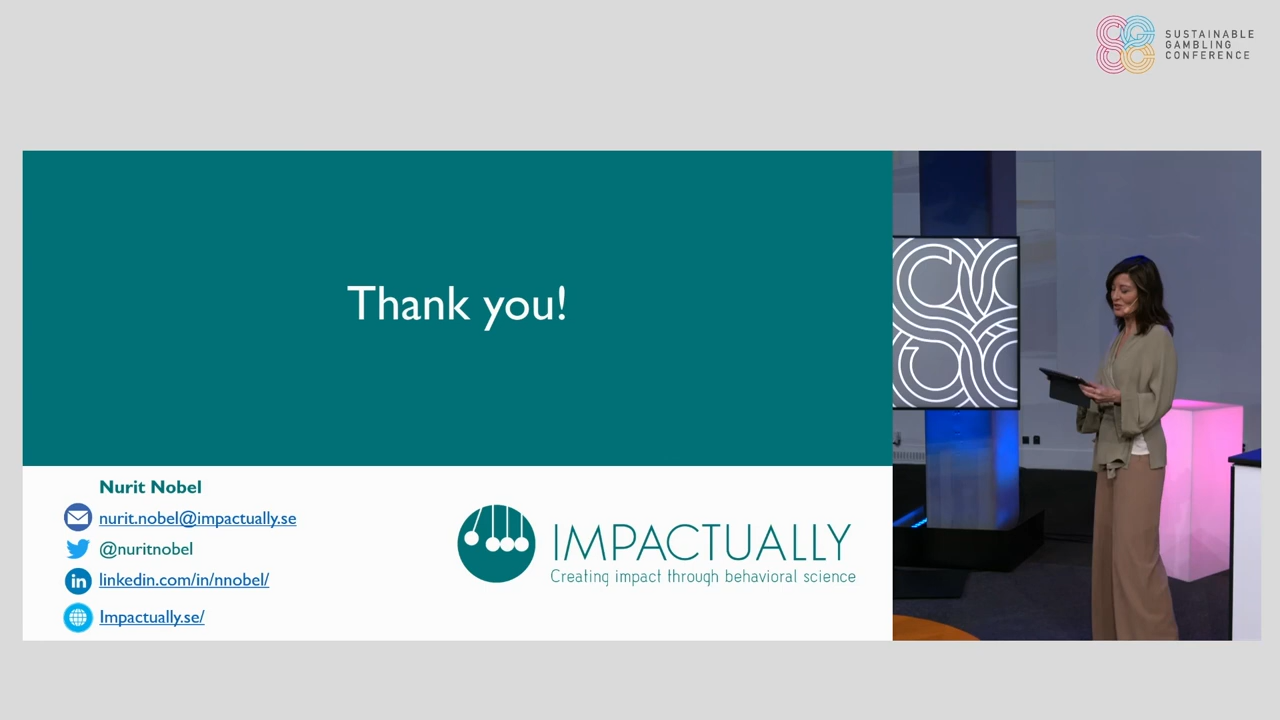 SUSTAINABLE
GAMBLING
CONFERENCE
Thank you!
Nurit Nobel
nurit.nobel@impactually.se
@nuritnobel
linkedin.com/in/nnobel/
Impactually.se/
IMPACTUALLY
Creating impact through behavioral science